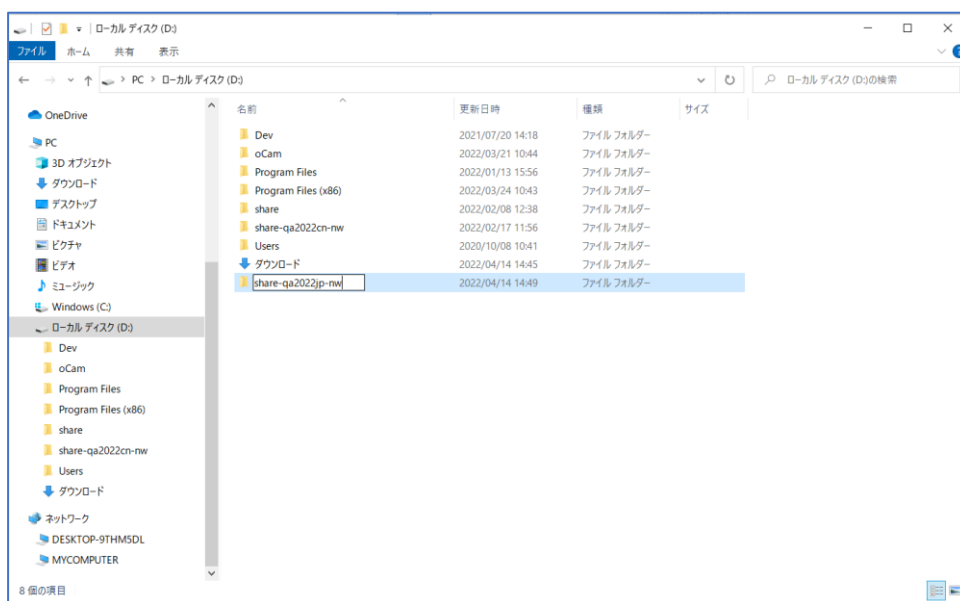 ローカル ディスク (D:)
ファイル ホーム 共有 表示
PC ローカル ディスク (D:)
ローカル ディスク (D:)の検索
OneDrive
PC
3D オブジェクト
ダウンロード
デスクトップ
ドキュメント
ピクチャ
ビデオ
ミュージック
Windows (C:)
ローカル ディスク (D:)
Dev
oCam
Program Files
Program Files (x86)
share
share-qa2022cn-nw
Users
ダウンロード
ネットワーク
DESKTOP-9THM5DL
MYCOMPUTER
名前 更新日時 種類 サイズ
Dev 2021/07/20 14:18 ファイル フォルダー
oCam 2022/03/21 10:44 ファイル フォルダー
Program Files 2022/01/13 15:56 ファイル フォルダー
Program Files (x86) 2022/03/24 10:43 ファイル フォルダー
share 2022/02/08 12:38 ファイル フォルダー
share-qa2022cn-nw 2022/02/17 11:56 ファイル フォルダー
Users 2020/10/08 10:41 ファイル フォルダー
ダウンロード 2022/04/14 14:45 ファイル フォルダー
share-qa2022jp-nw 2022/04/14 14:49 ファイル フォルダー
8 個の項目